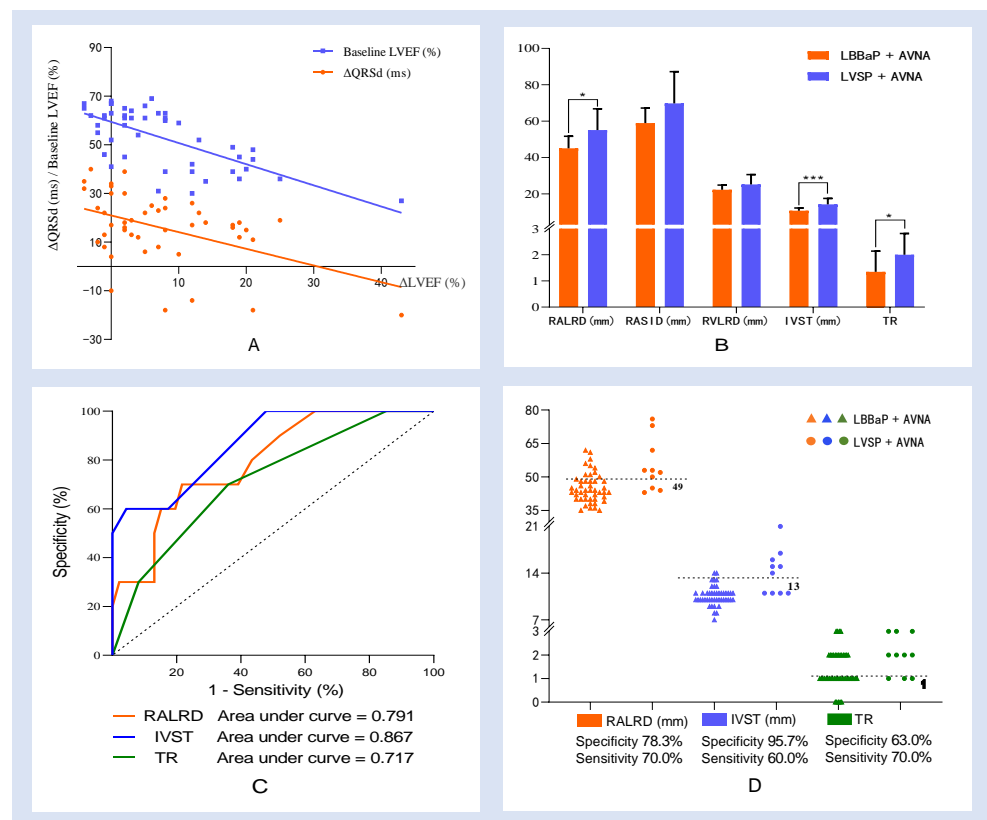 90
70
50
30
10
−10
−30
10
20
30
40
ΔQRSd (ms) / Baseline LVEF (%)
ΔLVEF (%)
Baseline LVEF (%)
ΔQRSd (ms)
A
100
80
60
40
20
3
2
1
0
LBBaP + AVNA
LVSP + AVNA
*
***
*
RALRD (mm)
RASID (mm)
RVLRD (mm)
IVST (mm)
TR
B
100
80
60
40
20
0
Specificity (%)
20
40
60
80
100
1 - Sensitivity (%)
RALRD Area under curve = 0.791
IVST Area under curve = 0.867
TR Area under curve = 0.717
C
80
65
50
35
21
14
7
3
2
1
0
LBBaP + AVNA
LVSP + AVNA
49
13
1
RALRD (mm) IVST (mm) TR
Specificity 78.3% Specificity 95.7% Specificity 63.0%
Sensitivity 70.0% Sensitivity 60.0% Sensitivity 70.0%
D